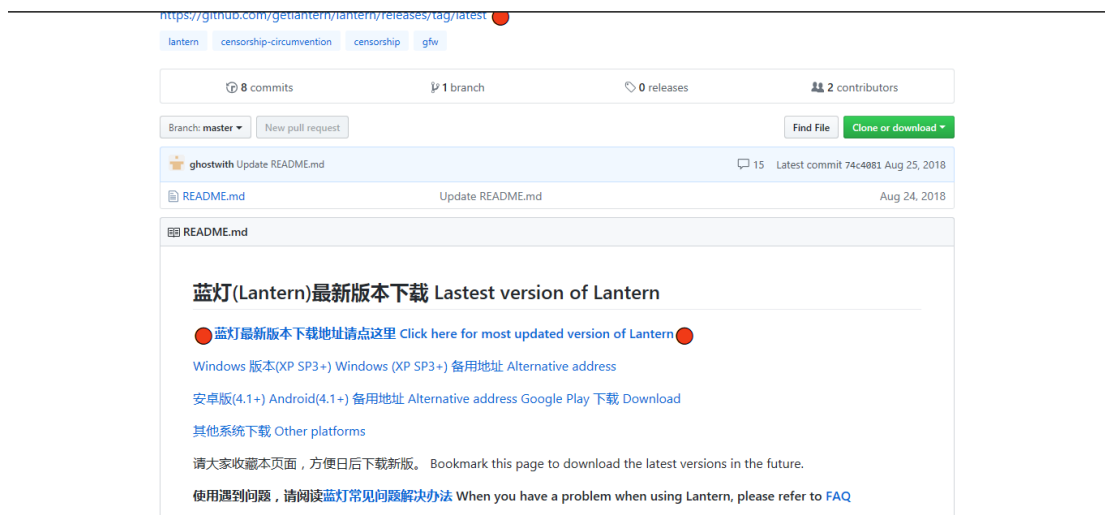 https://github.com/getlantern/lantern/releases/tag/latest
lantern censorship-circumvention censorship gfw
8 commits 1 branch 0 releases 2 contributors
Branch: master New pull request Find File Clone or download
ghostwith Update README.md 15 Latest commit 74c4081 Aug 25, 2018
README.md Update README.md Aug 24, 2018
README.md
蓝灯(Lantern)最新版本下载 Lastest version of Lantern
蓝灯最新版本下载地址请点这里 Click here for most updated version of Lantern
Windows 版本(XP SP3+) Windows (XP SP3+) 备用地址 Alternative address
安卓版(4.1+) Android(4.1+) 备用地址 Alternative address Google Play 下载 Download
其他系统下载 Other platforms
请大家收藏本页面，方便日后下载新版。 Bookmark this page to download the latest versions in the future.
使用遇到问题，请阅读蓝灯常见问题解决办法 When you have a problem when using Lantern, please refer to FAQ